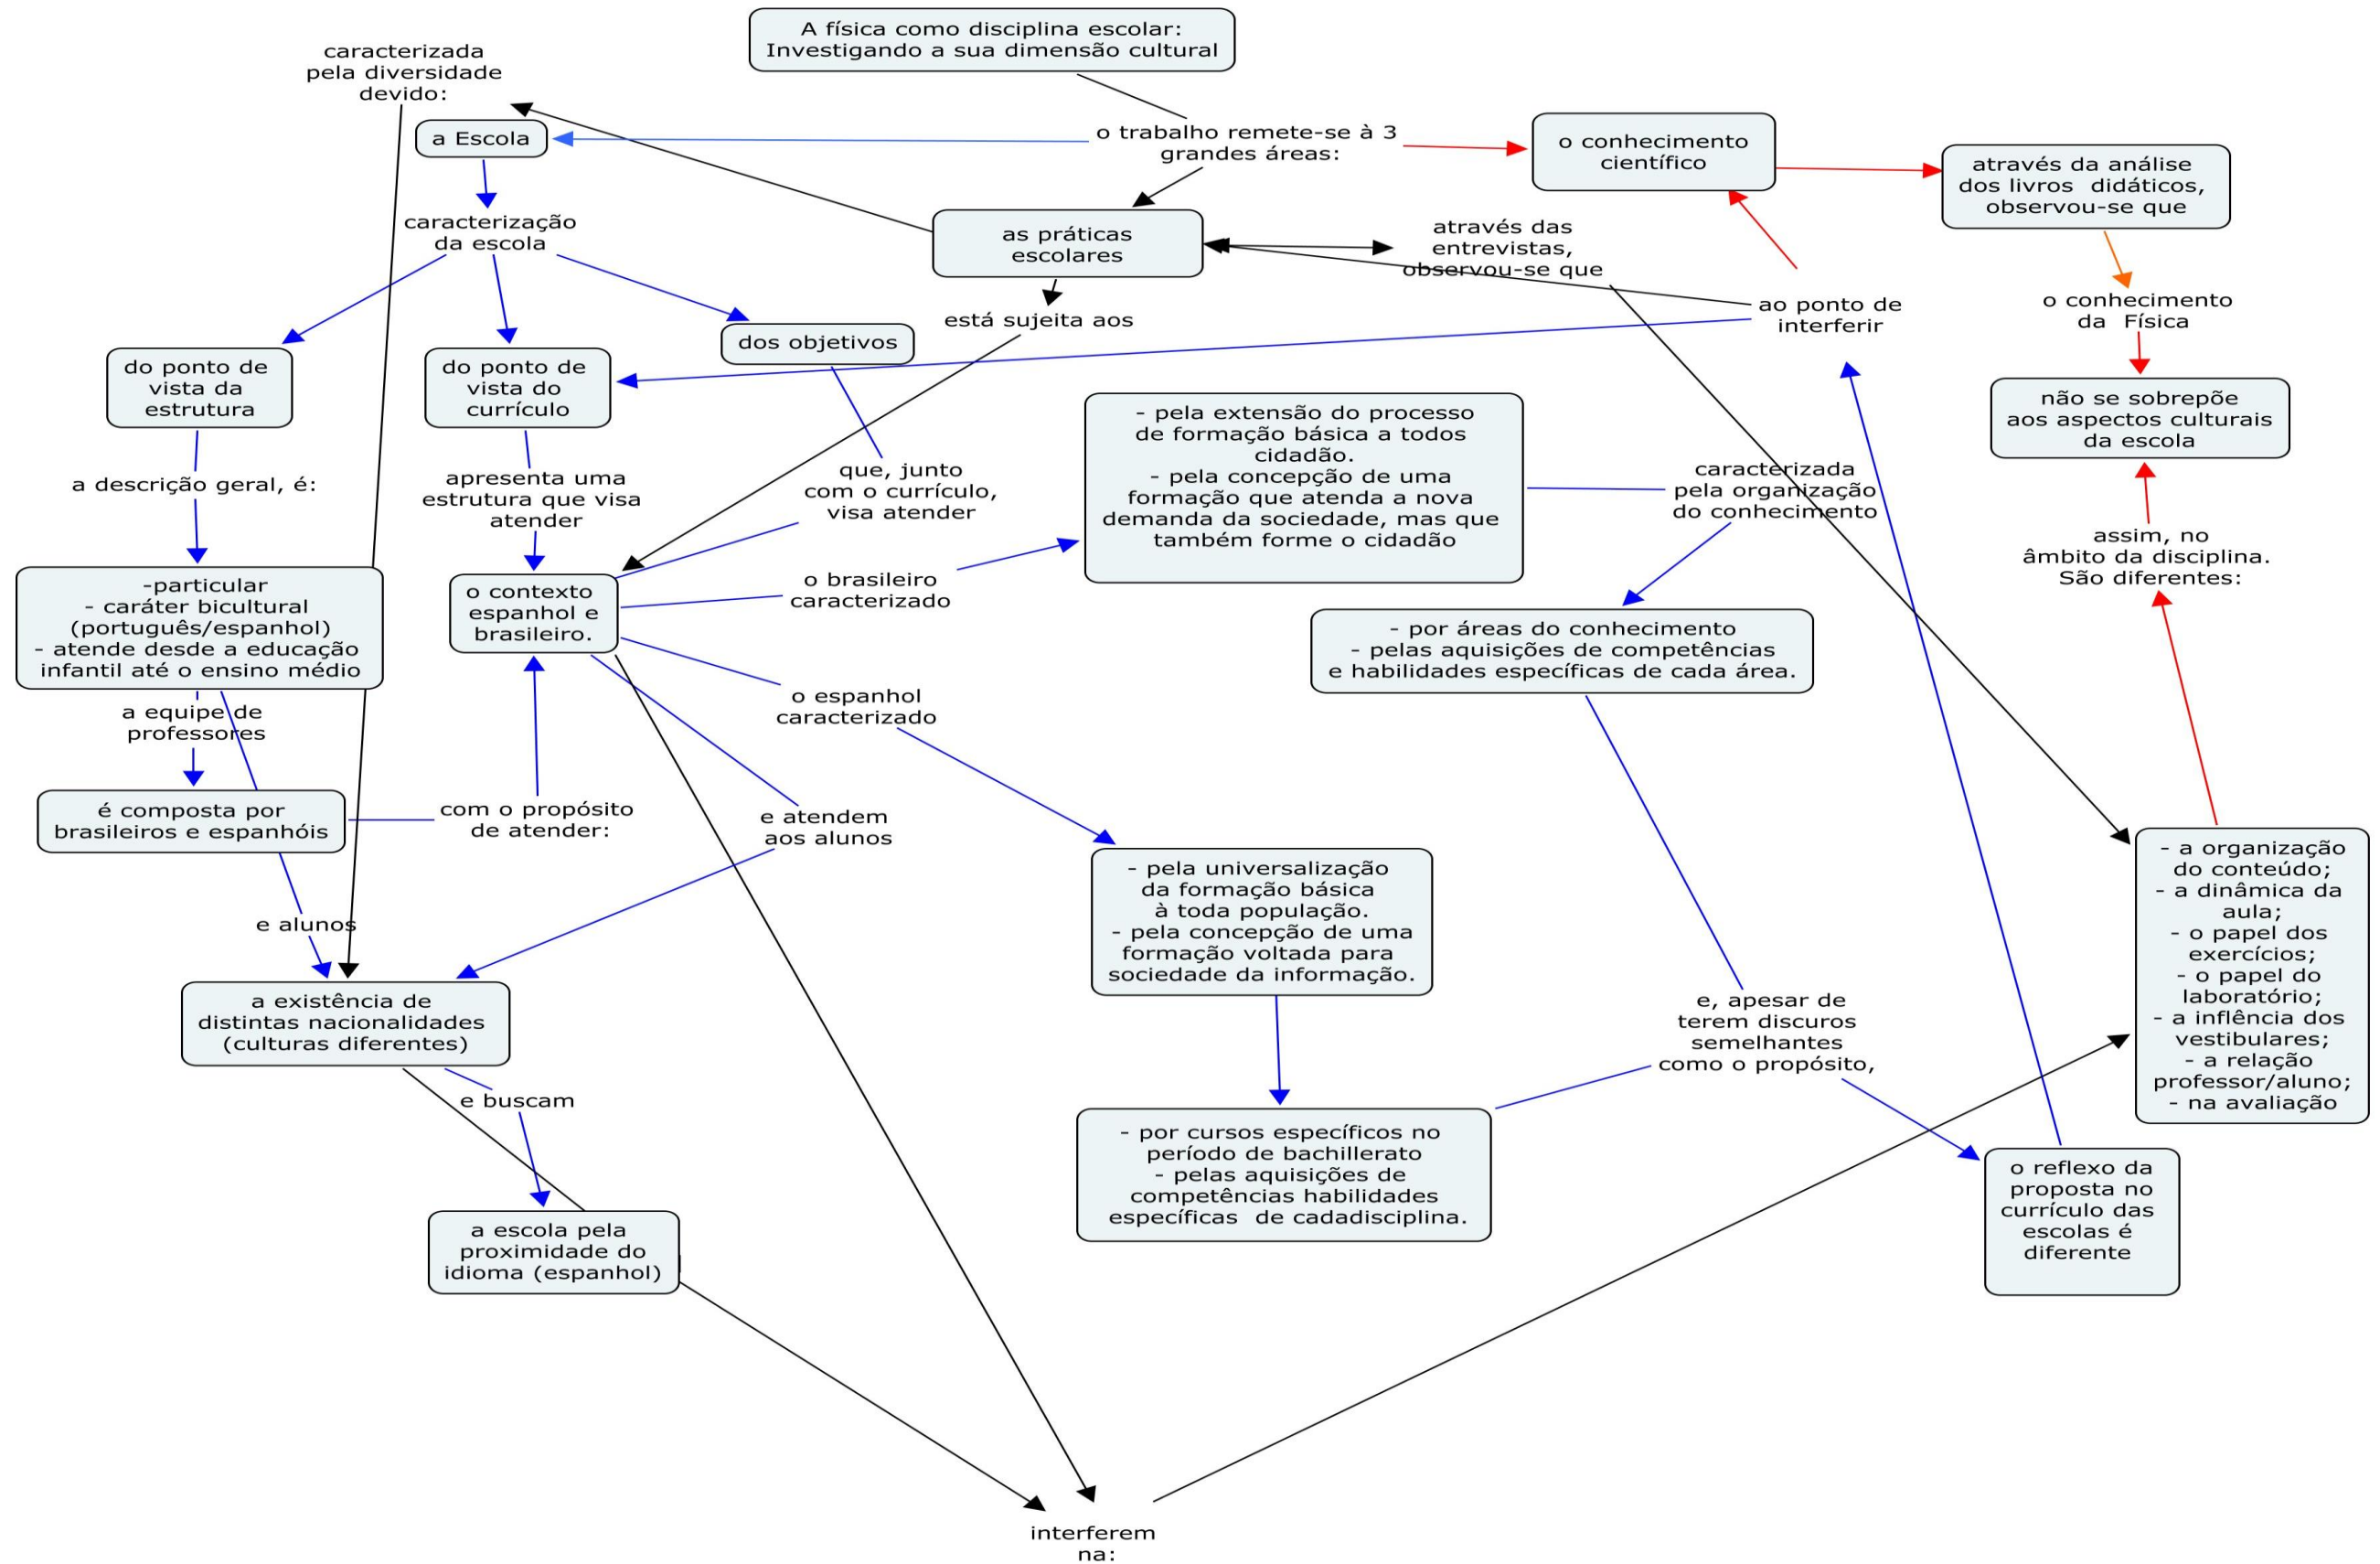 A física como disciplina escolar:
Investigando a sua dimensão cultural
caracterizada
pela diversidade
devido:
a Escola
o trabalho remete-se à 3
grandes áreas:
o conhecimento
científico
através da análise
dos livros didáticos,
observou-se que
caracterização
da escola
as práticas
escolares
através das
entrevistas,
observou-se que
está sujeita aos
ao ponto de
interferir
o conhecimento
da Física
do ponto de
vista da
estrutura
do ponto de
vista do
currículo
dos objetivos
não se sobrepõe
aos aspectos culturais
da escola
- pela extensão do processo
de formação básica a todos
cidadão.
- pela concepção de uma
formação que atenda a nova
demanda da sociedade, mas que
também forme o cidadão
caracterizada
pela organização
do conhecimento
a descrição geral, é:
apresenta uma
estrutura que visa
atender
que, junto
com o currículo,
visa atender
assim, no
âmbito da disciplina.
São diferentes:
-particular
- caráter bicultural
(português/espanhol)
- atende desde a educação
infantil até o ensino médio
o contexto
espanhol e
brasileiro.
o brasileiro
caracterizado
- por áreas do conhecimento
- pelas aquisições de competências
e habilidades específicas de cada área.
a equipe de
professores
o espanhol
caracterizado
é composta por
brasileiros e espanhóis
com o propósito
de atender:
e atendem
aos alunos
- pela universalização
da formação básica
à toda população.
- pela concepção de uma
formação voltada para
sociedade da informação.
- a organização
do conteúdo;
- a dinâmica da
aula;
- o papel dos
exercícios;
- o papel do
laboratório;
- a inflência dos
vestibulares;
- a relação
professor/aluno;
- na avaliação
e alunos
a existência de
distintas nacionalidades
(culturas diferentes)
e, apesar de
terem discuros
semelhantes
como o propósito,
e buscam
- por cursos específicos no
período de bachillerato
- pelas aquisições de
competências habilidades
específicas de cadadisciplina.
o reflexo da
proposta no
currículo das
escolas é
diferente
a escola pela
proximidade do
idioma (espanhol)
interferem
na: